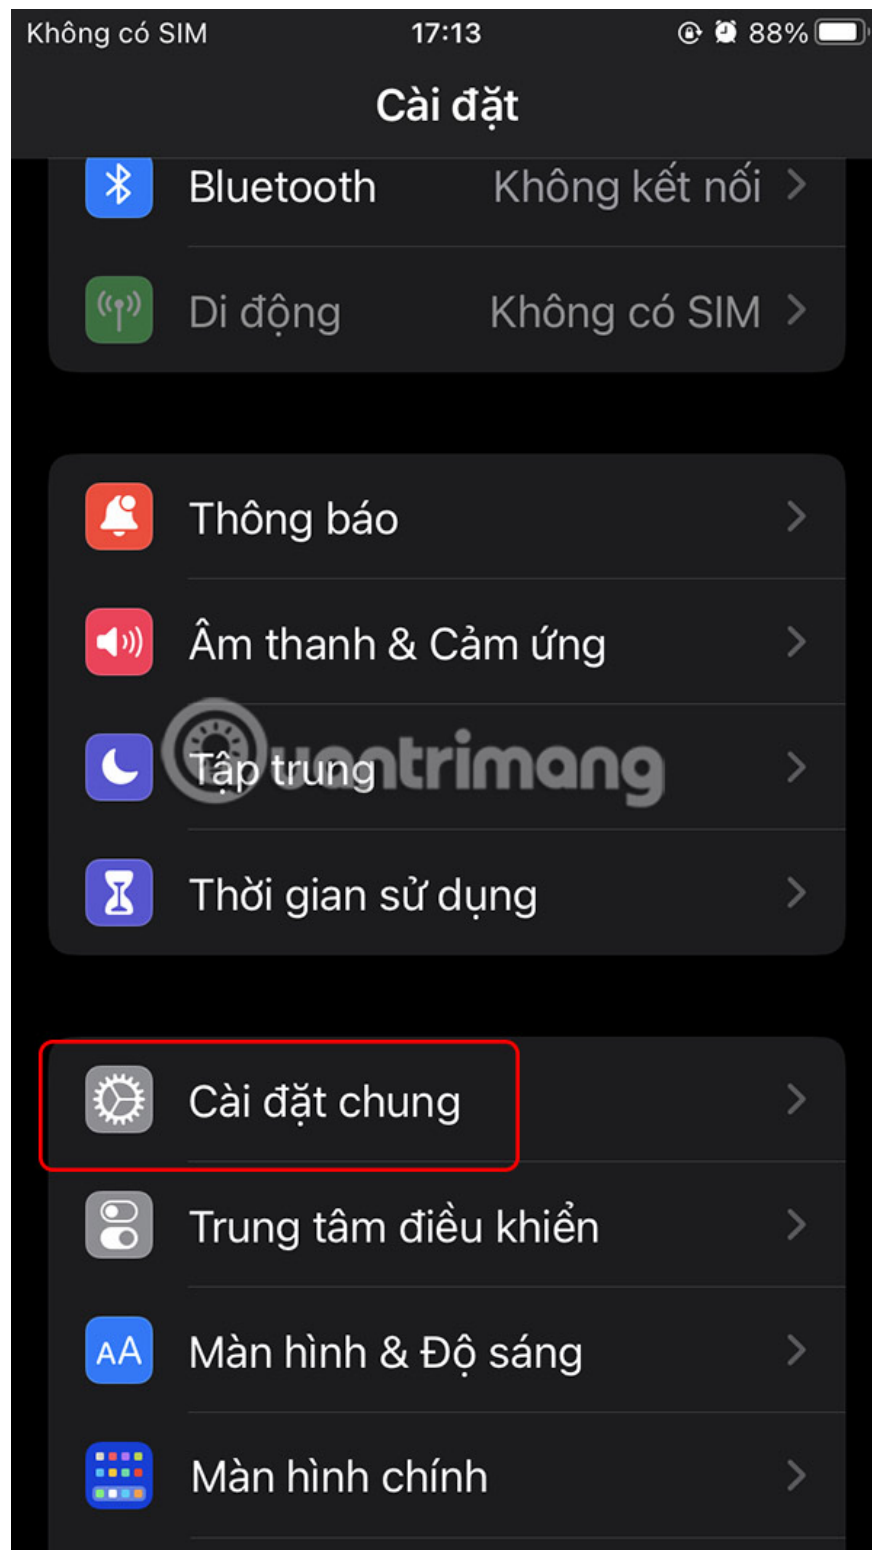 Không có SIM 17:13 88%
Cài đặt
Bluetooth Không kết nối
Di động Không có SIM
Thông báo
Âm thanh & Cảm ứng
Quantrimang
Tập trung
Thời gian sử dụng
Cài đặt chung
Trung tâm điều khiển
AA Màn hình & Độ sáng
Màn hình chính